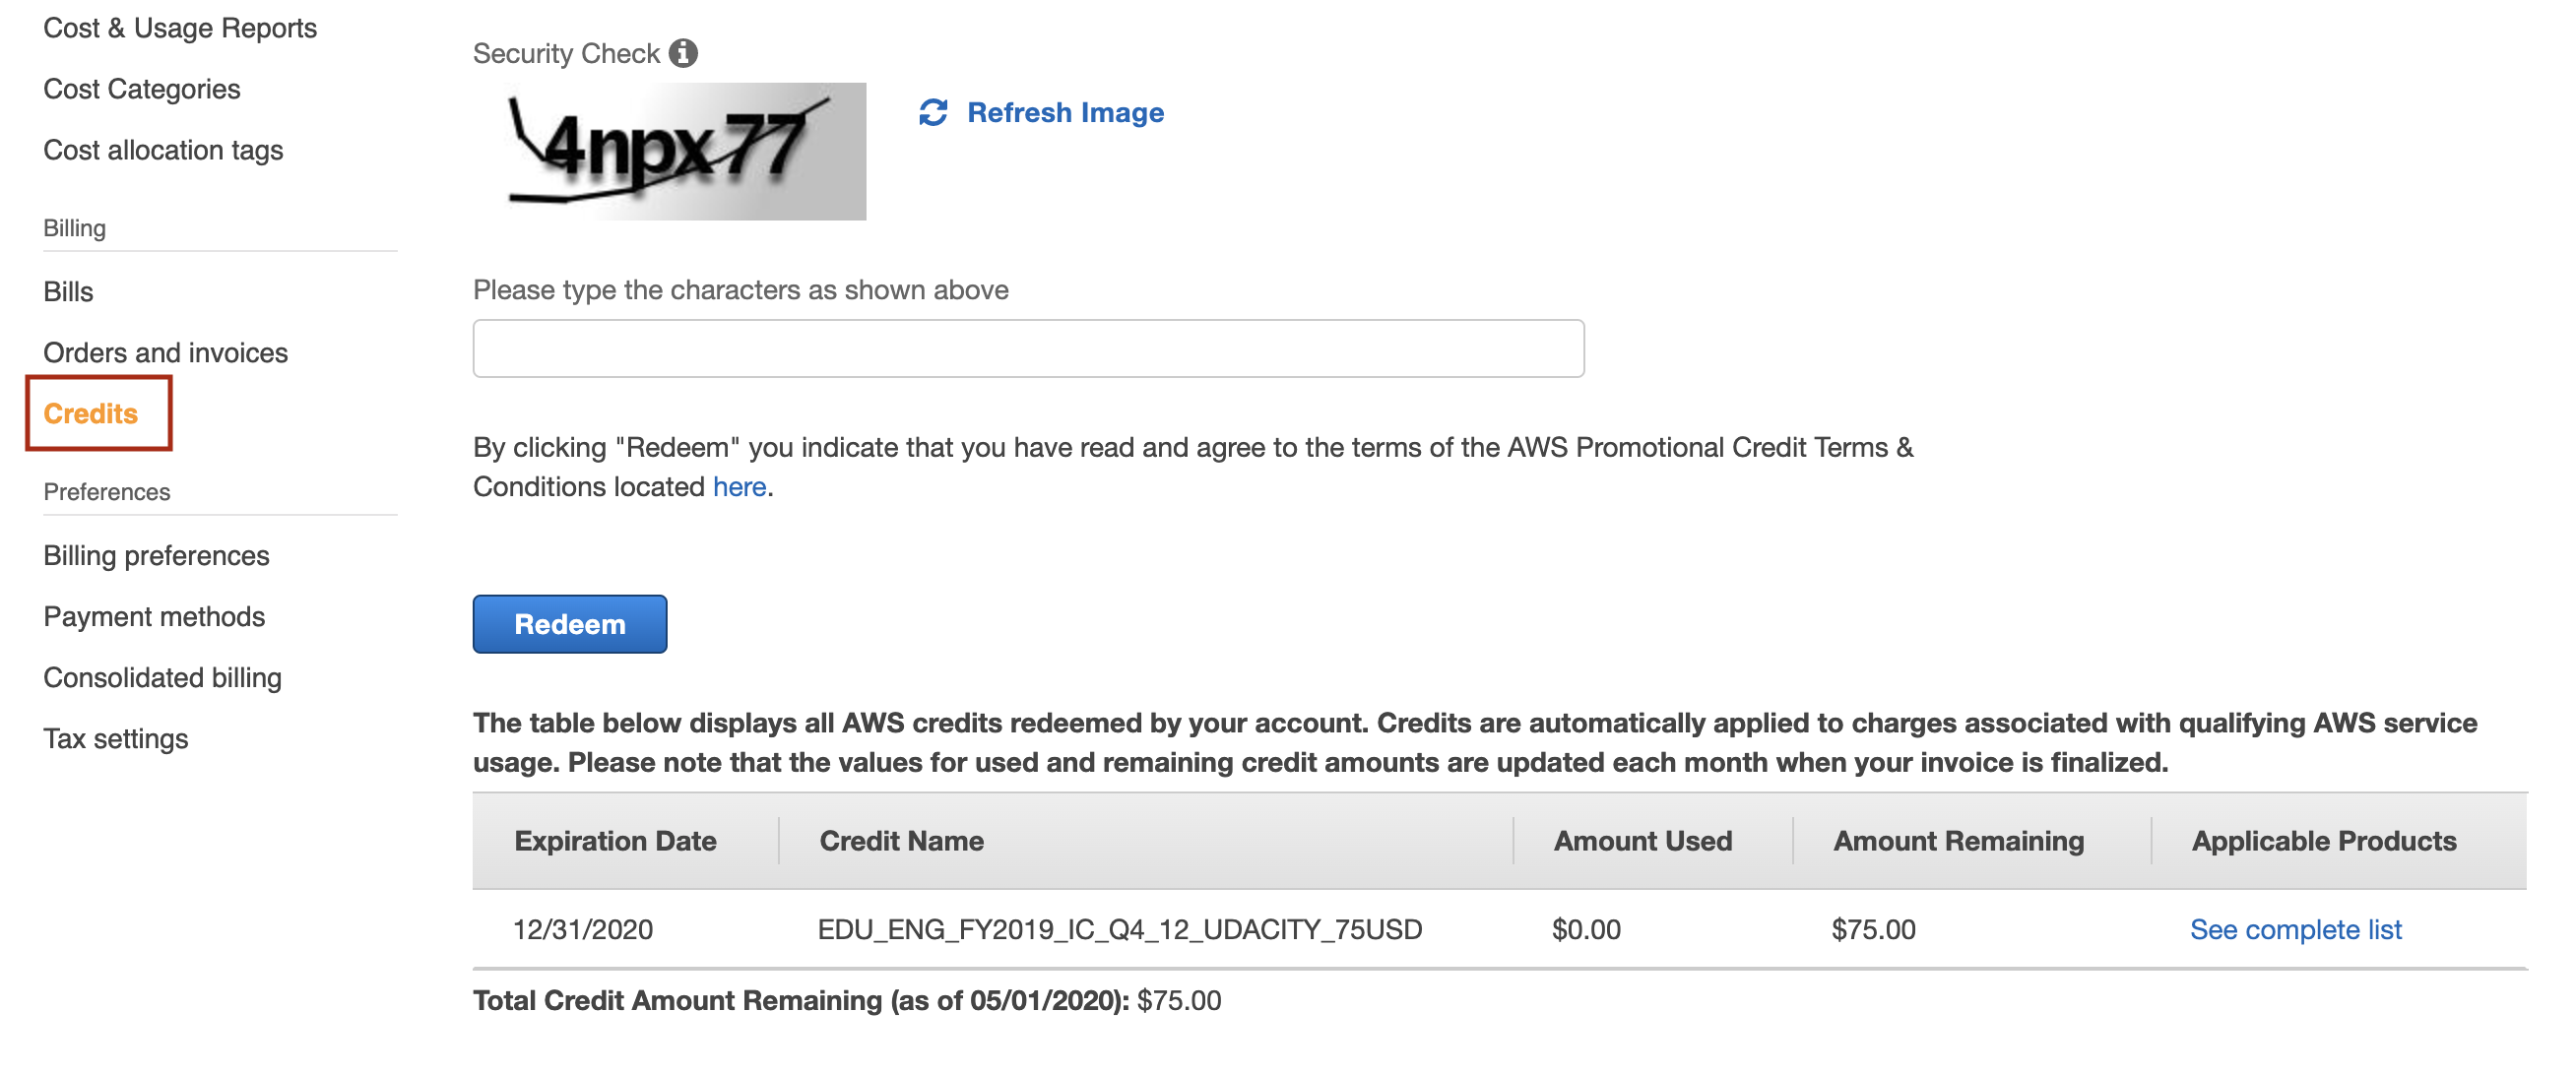 Cost & Usage Reports
Cost Categories
Cost allocation tags
Billing
Bills
Orders and invoices
Credits
Preferences
Billing preferences
Payment methods
Consolidated billing
Tax settings
Security Check
4npx77
Refresh Image
Please type the characters as shown above
By clicking "Redeem" you indicate that you have read and agree to the terms of the AWS Promotional Credit Terms &
Conditions located here.
Redeem
The table below displays all AWS credits redeemed by your account. Credits are automatically applied to charges associated with qualifying AWS service
usage. Please note that the values for used and remaining credit amounts are updated each month when your invoice is finalized.
Expiration Date Credit Name Amount Used Amount Remaining Applicable Products
12/31/2020 EDU_ENG_FY2019_IC_Q4_12_UDACITY_75USD $0.00 $75.00 See complete list
Total Credit Amount Remaining (as of 05/01/2020): $75.00